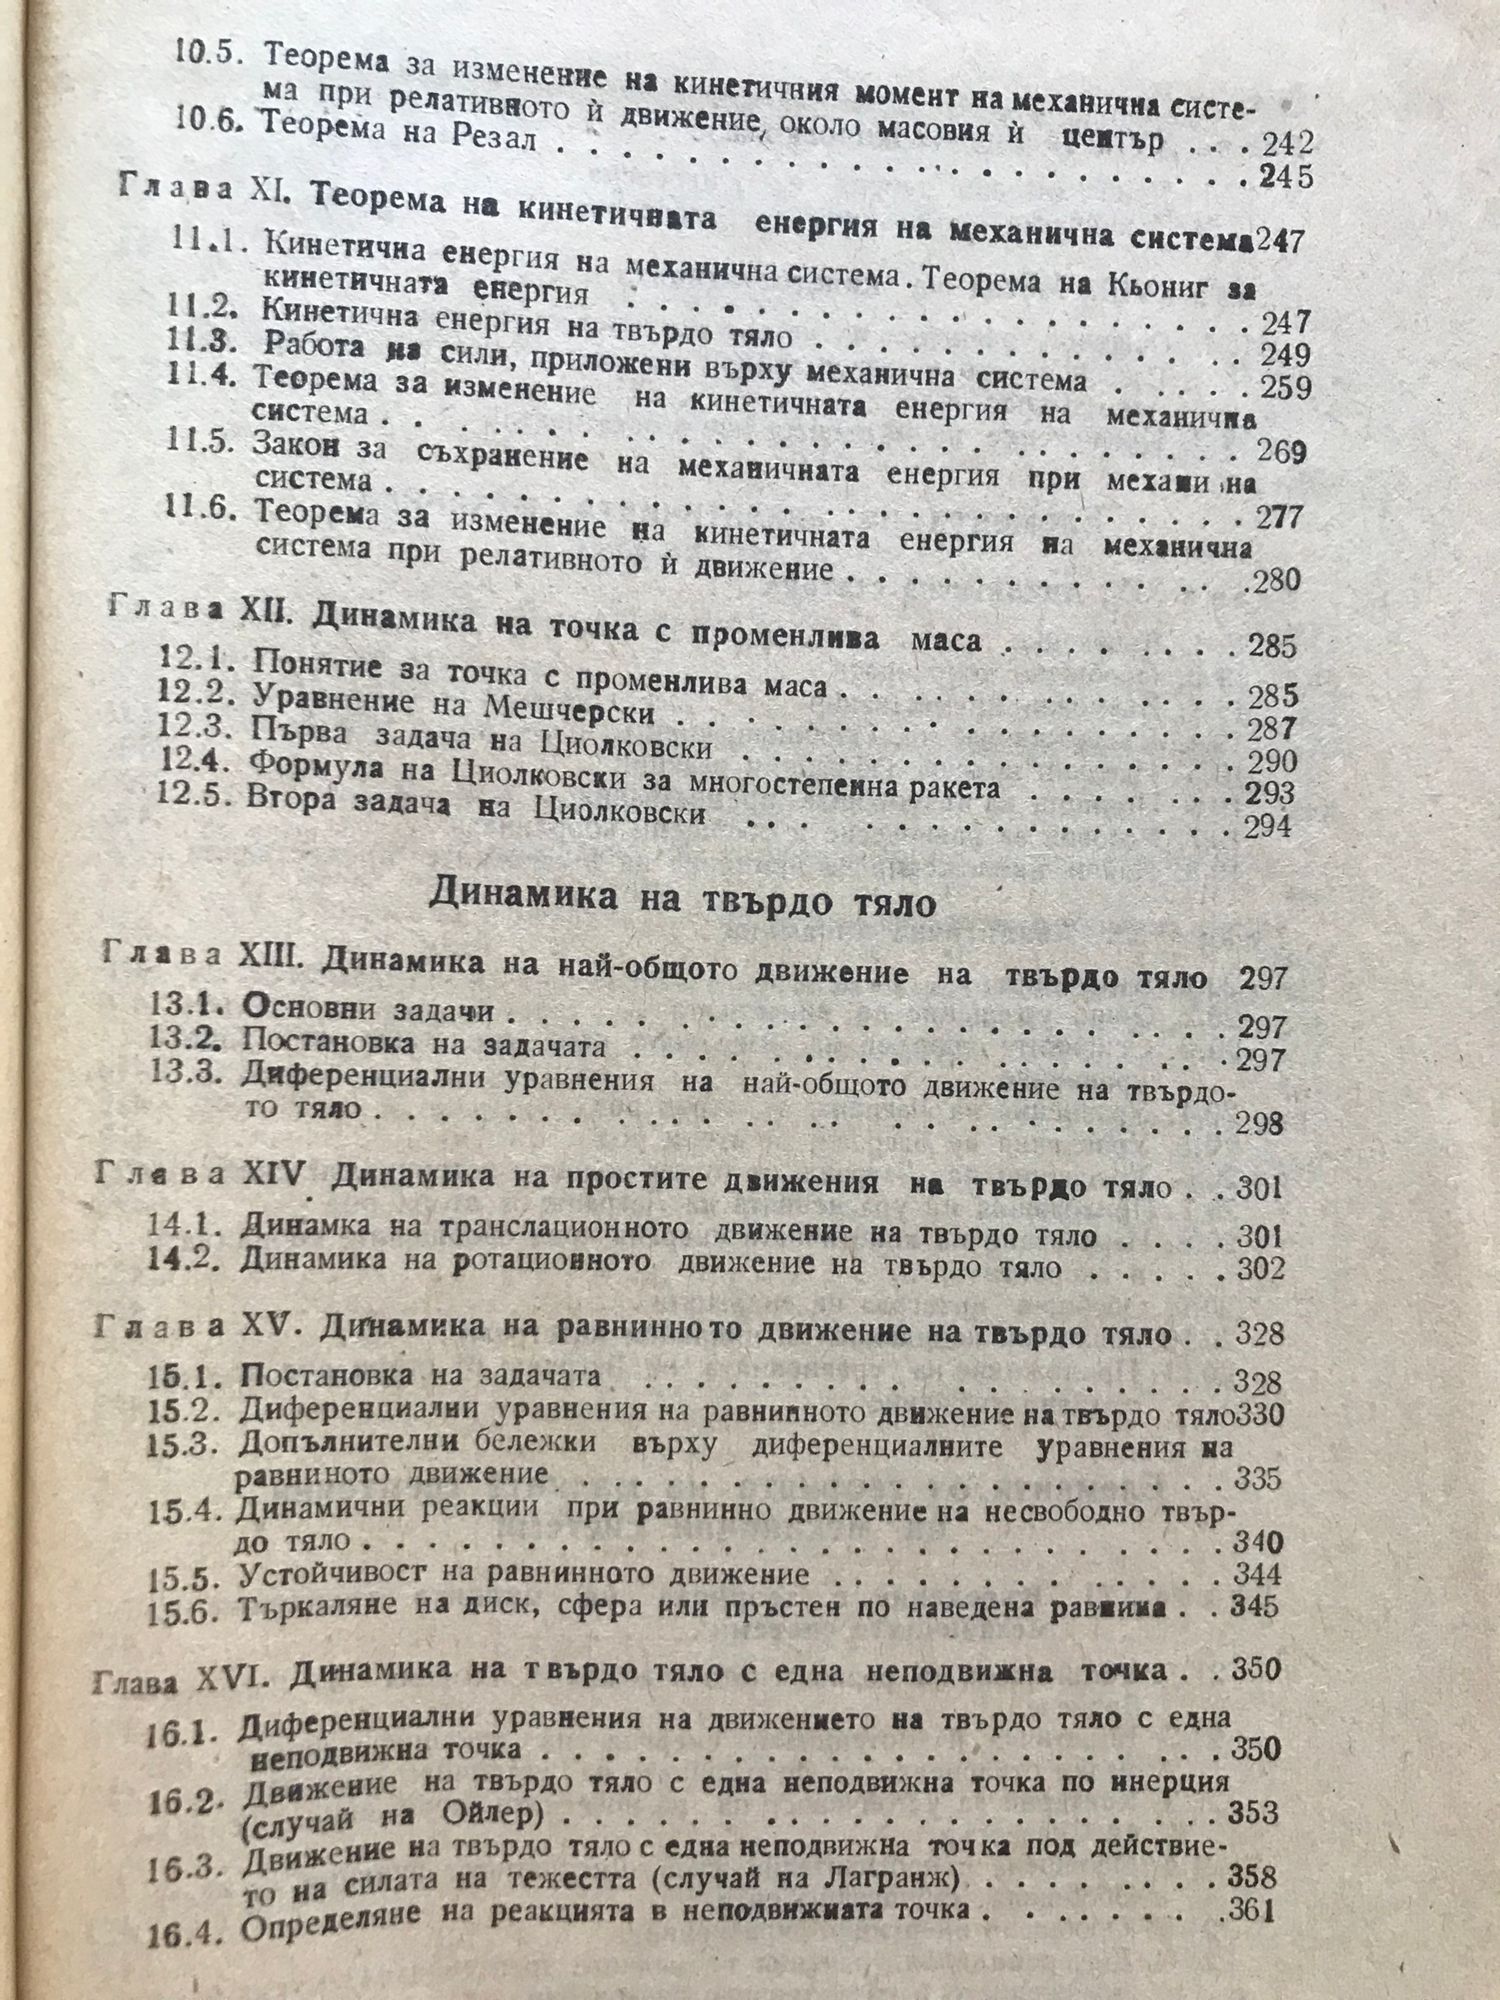 10.5. Теорема за изменение на кинетичния момент на механична систе-
ма при релативното ѝ движение, около масовия ѝ център . . . 242
10.6. Теорема на Резал . . . . . . . . . . . . . . . . . . . . 245
Глава XI. Теорема на кинетичната енергия на механична система 247
11.1. Кинетична енергия на механична система. Теорема на Кьониг за
кинетичната енергия . . . . . . . . . . . . . . . . . . 247
11.2. Кинетична енергия на твърдо тяло . . . . . . . . . . . . . 249
11.3. Работа на сили, приложени върху механична система . . . . . 259
11.4. Теорема за изменение на кинетичната енергия на механична
система . . . . . . . . . . . . . . . . . . . . . . . . 269
11.5. Закон за съхранение на механичната енергия при механи на
система . . . . . . . . . . . . . . . . . . . . . . . . 277
11.6. Теорема за изменение на кинетичната енергия на механична
система при релативното ѝ движение . . . . . . . . . . . . 280
Глава XII. Динамика на точка с променлива маса . . . . . . . . 285
12.1. Понятие за точка с променлива маса . . . . . . . . . . . . 285
12.2. Уравнение на Мешчерски . . . . . . . . . . . . . . . . . 287
12.3. Първа задача на Циолковски . . . . . . . . . . . . . . . 290
12.4. Формула на Циолковски за многостепенна ракета . . . . . . . 293
12.5. Втора задача на Циолковски . . . . . . . . . . . . . . . 294
Динамика на твърдо тяло
Глава XIII. Динамика на най-общото движение на твърдо тяло 297
13.1. Основни задачи . . . . . . . . . . . . . . . . . . . . . 297
13.2. Постановка на задачата . . . . . . . . . . . . . . . . . 297
13.3. Диференциални уравнения на най-общото движение на твърдо-
то тяло . . . . . . . . . . . . . . . . . . . . . . . . 298
Глава XIV Динамика на простите движения на твърдо тяло . . 301
14.1. Динамка на транслационното движение на твърдо тяло . . . . 301
14.2. Динамика на ротационното движение на твърдо тяло . . . . . 302
Глава XV. Динамика на равнинното движение на твърдо тяло . . 328
15.1. Постановка на задачата . . . . . . . . . . . . . . . . . 328
15.2. Диференциални уравнения на равнинното движение на твърдо тяло 330
15.3. Допълнителни бележки върху диференциалните уравнения на
равниното движение . . . . . . . . . . . . . . . . . . 335
15.4. Динамични реакции при равнинно движение на несвободно твър-
до тяло . . . . . . . . . . . . . . . . . . . . . . . . 340
15.5. Устойчивост на равнинното движение . . . . . . . . . . . . 344
15.6. Търкаляне на диск, сфера или пръстен по наведена равнина . . 345
Глава XVI. Динамика на твърдо тяло с една неподвижна точка . . 350
16.1. Диференциални уравнения на движението на твърдо тяло с една
неподвижна точка . . . . . . . . . . . . . . . . . . . . 350
16.2. Движение на твърдо тяло с една неподвижна точка по инерция
(случай на Ойлер) . . . . . . . . . . . . . . . . . . . 353
16.3. Движение на твърдо тяло с една неподвижна точка под действие-
то на силата на тежестта (случай на Лагранж) . . . . . . . . 358
16.4. Определяне на реакцията в неподвижната точка . . . . . . . 361